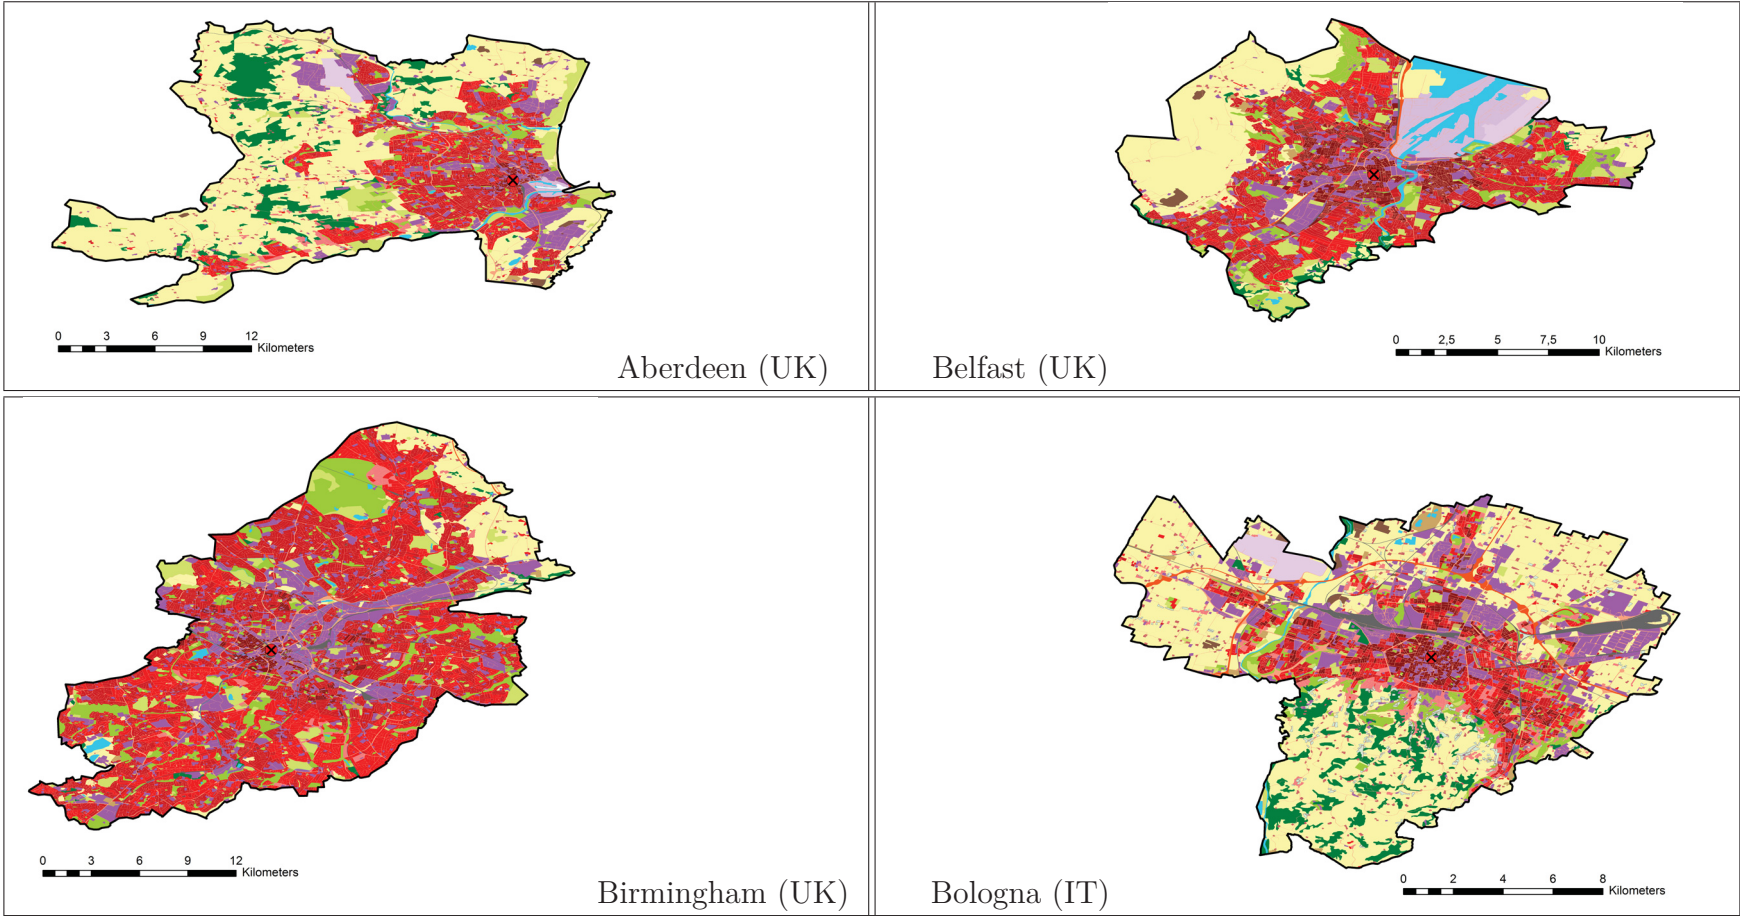 0 3 6 9 12
Kilometers
Aberdeen (UK)
0 2,5 5 7,5 10
Kilometers
Belfast (UK)
0 3 6 9 12
Kilometers
Birmingham (UK)
0 2 4 6 8
Kilometers
Bologna (IT)